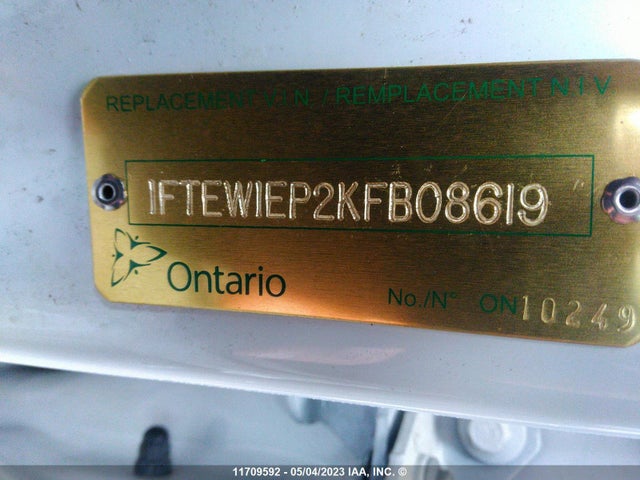 REPLACEMENT V.I.N. / REMPLACEMENT N.I.V
1FTEW1EP2KFB08619
Ontario
No./N° ON10249
11709592 - 05/04/2023 IAA, INC. ©